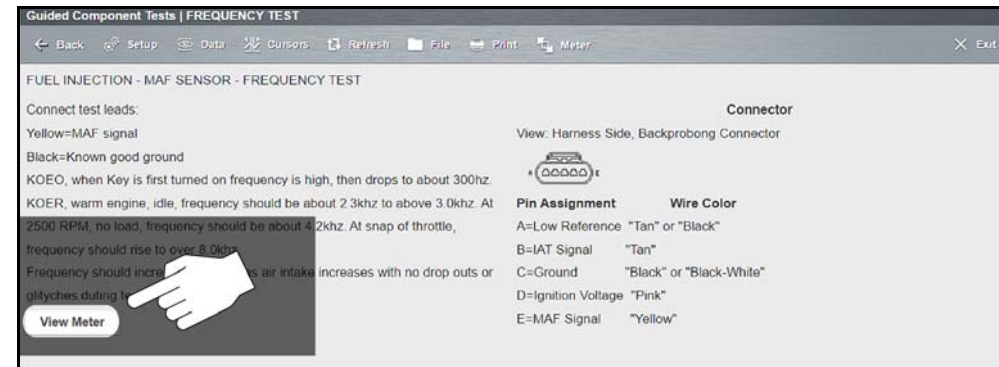 Guided Component Tests | FREQUENCY TEST
Back Setup Data Cursors Refresh File Print Meter Exit
FUEL INJECTION - MAF SENSOR - FREQUENCY TEST
Connect test leads:
Yellow=MAF signal
Black=Known good ground
KOEO, when Key is first turned on frequency is high, then drops to about 300hz.
KOER, warm engine, idle, frequency should be about 2.3khz to above 3.0khz. At
2500 RPM, no load, frequency should be about 4.2khz. At snap of throttle,
frequency should rise to over 8.0khz
Frequency should as air intake increases with no drop outs or
glityches duting
View Meter
Connector
View: Harness Side, Backprobong Connector
A E
Pin Assignment Wire Color
A=Low Reference "Tan" or "Black"
B=IAT Signal "Tan"
C=Ground "Black" or "Black-White"
D=Ignition Voltage "Pink"
E=MAF Signal "Yellow"